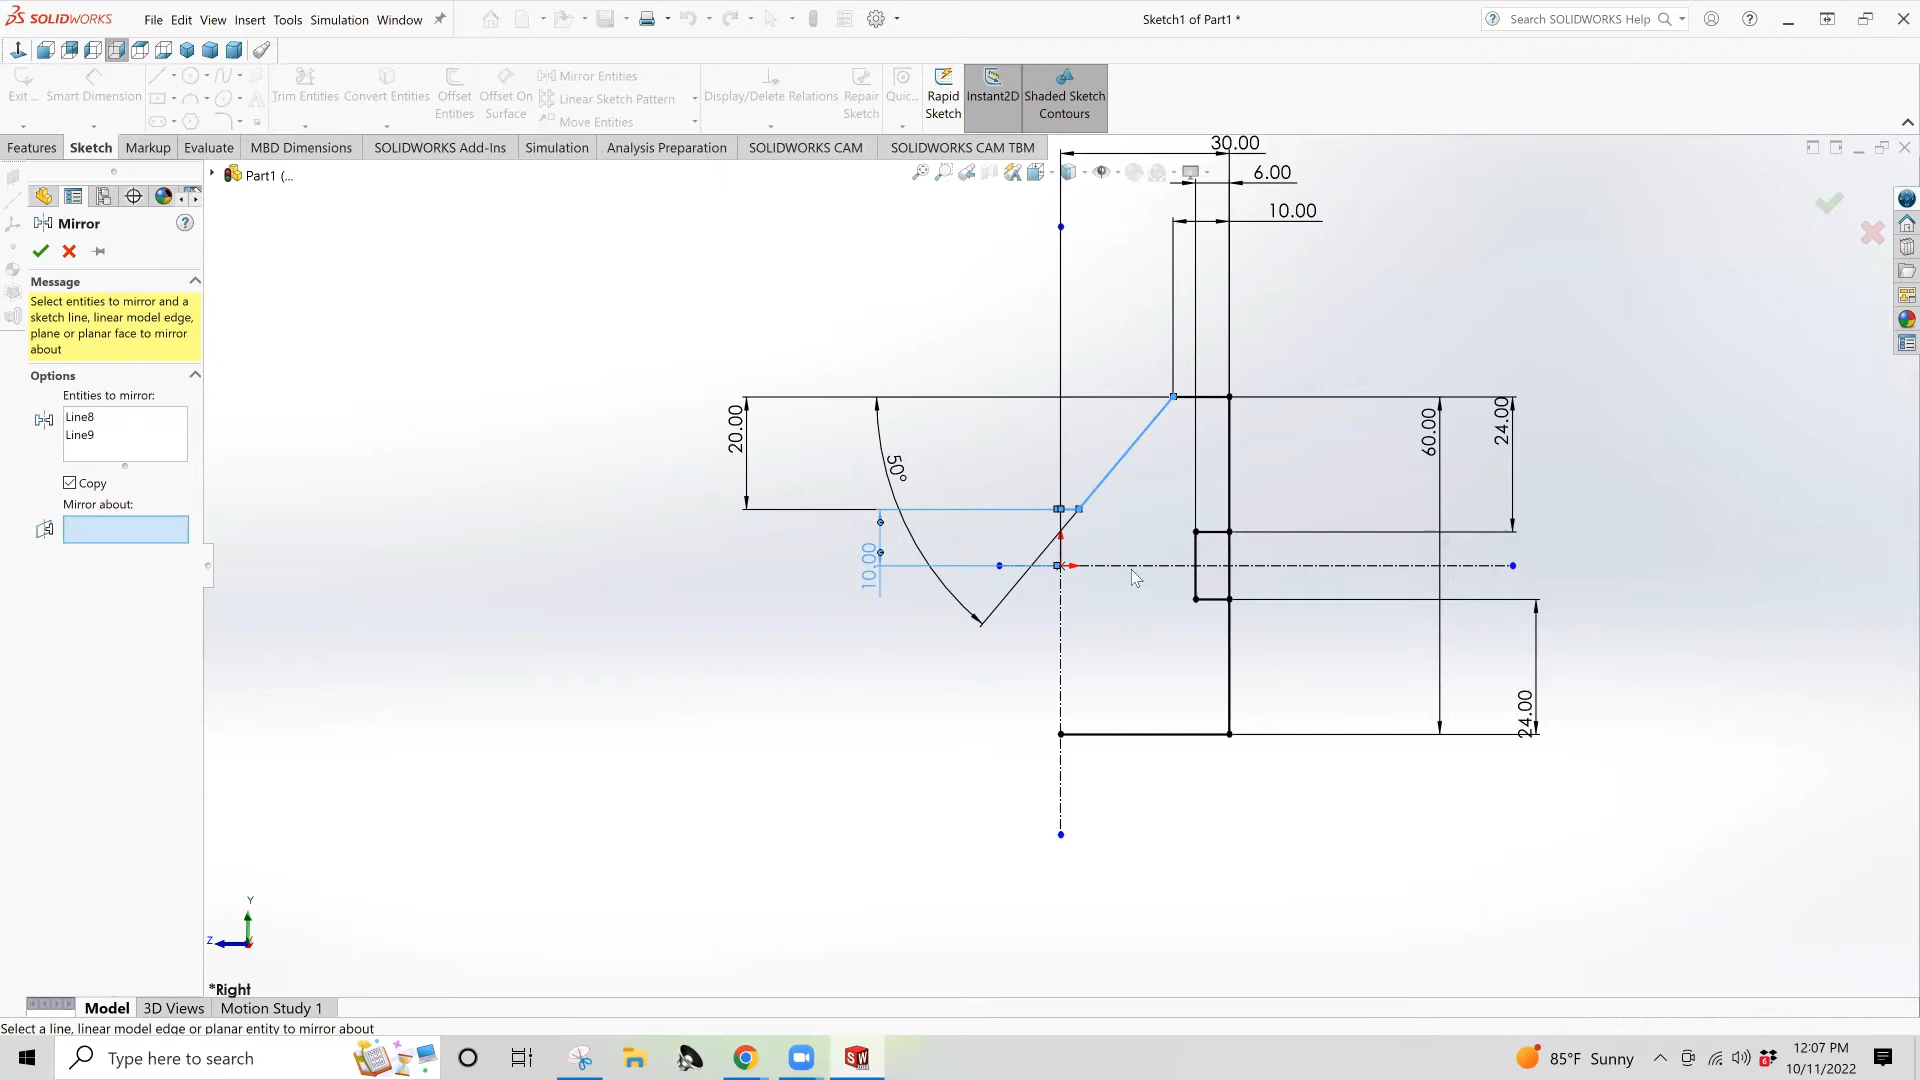 SOLIDWORKS File Edit View Insert Tools Simulation Window Sketch1 of Part1 * Search SOLIDWORKS Help
Exit ... Smart Dimension Trim Entities Convert Entities Offset Entities Offset On Surface Mirror Entities Linear Sketch Pattern Move Entities Display/Delete Relations Repair Sketch Quic... Rapid Sketch Instant2D Shaded Sketch Contours
Features Sketch Markup Evaluate MBD Dimensions SOLIDWORKS Add-Ins Simulation Analysis Preparation SOLIDWORKS CAM SOLIDWORKS CAM TBM
Part1 (...
Mirror
Message
Select entities to mirror and a
sketch line, linear model edge,
plane or planar face to mirror
about
Options
Entities to mirror:
Line8
Line9
Copy
Mirror about:
30.00
6.00
10.00
20.00
50°
60.00
24.00
10.00
24.00
Y
Z
*Right
Model 3D Views Motion Study 1
Select a line, linear model edge or planar entity to mirror about
Type here to search
85°F Sunny
12:07 PM
10/11/2022